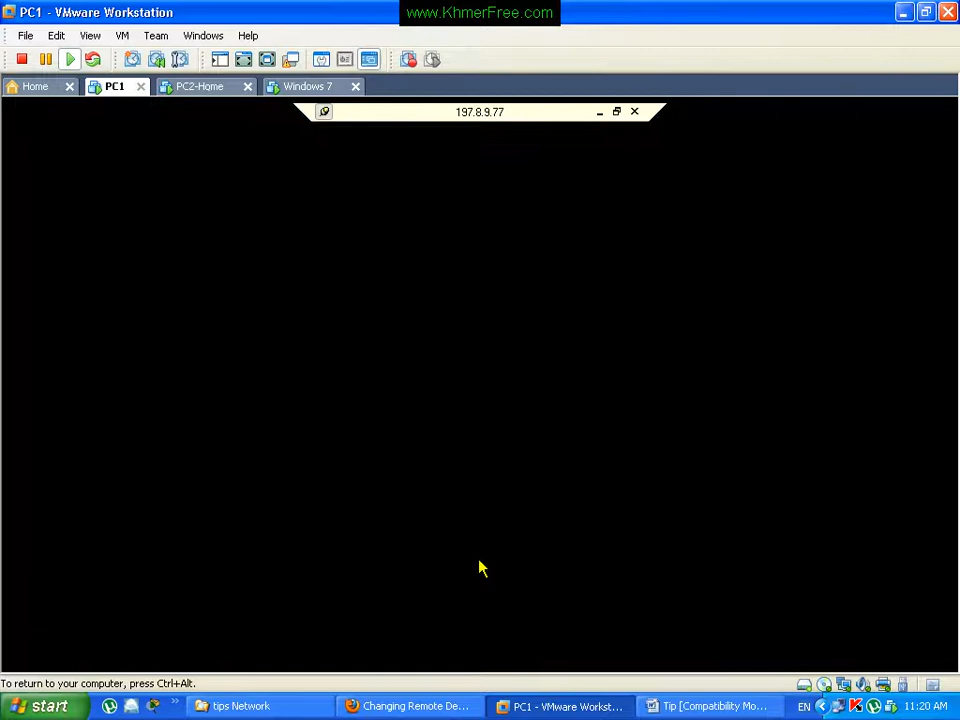 PC1 - VMware Workstation
www.KhmerFree.com
File Edit View VM Team Windows Help
Home PC1 PC2-Home Windows 7
197.8.9.77
To return to your computer, press Ctrl+Alt.
start tips Network Changing Remote De... PC1 - VMware Workst... Tip [Compatibility Mo... EN 11:20 AM